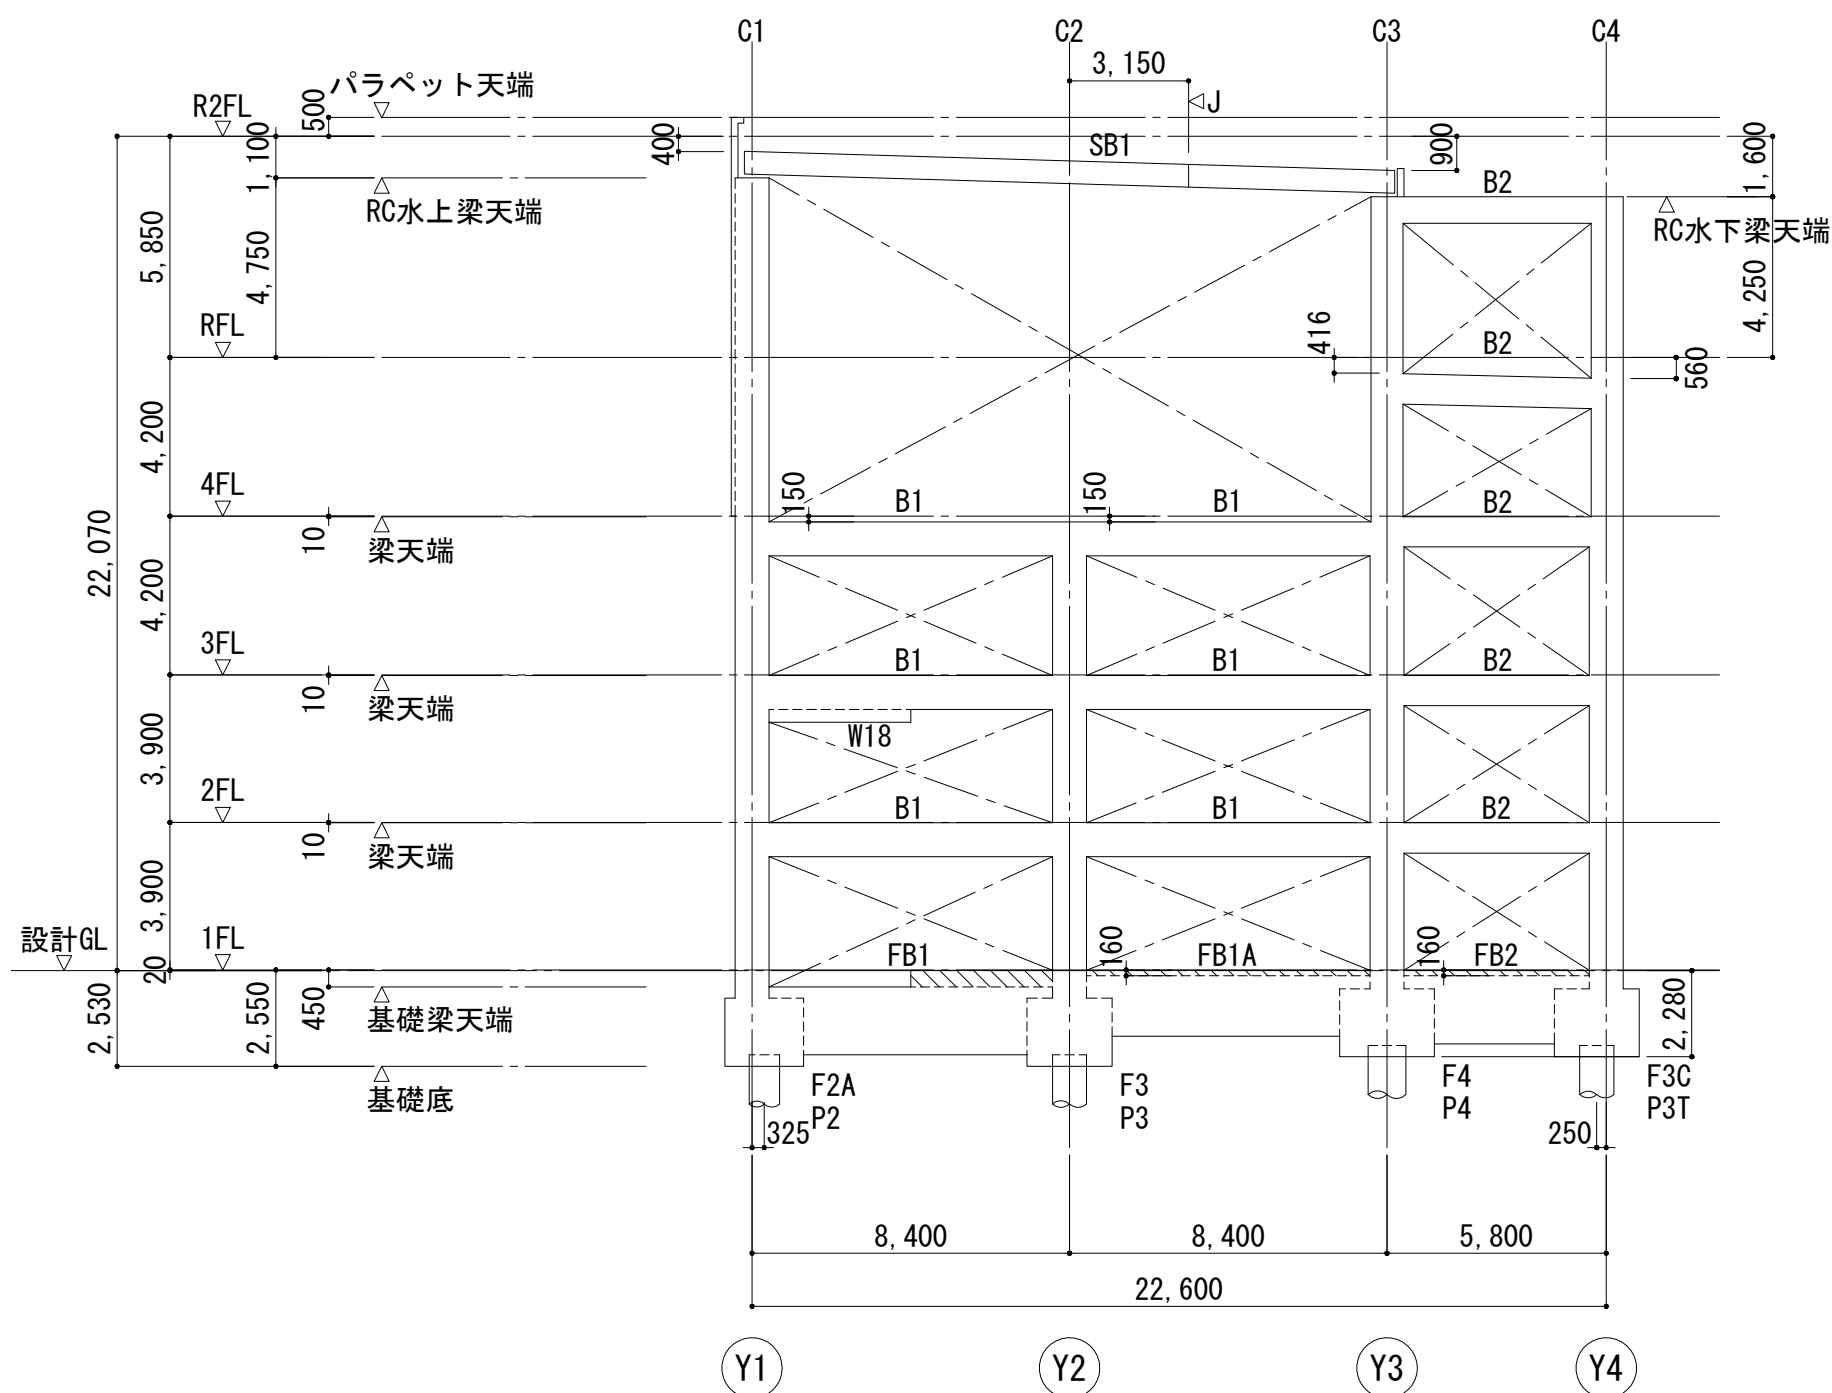 C1
C2
C3
C4
3,150
パラペット天端
J
R2FL
500
1,100
400
SB1
900
1,600
B2
RC水上梁天端
RC水下梁天端
5,850
4,750
4,250
RFL
416
B2
560
4,200
4FL
150
B1
150
B1
B2
10
梁天端
22,070
4,200
3FL
B1
B1
B2
10
梁天端
W18
3,900
2FL
B1
B1
B2
10
梁天端
3,900
設計GL
1FL
20
FB1
160
FB1A
160
FB2
450
基礎梁天端
2,530
2,550
2,280
基礎底
F2A
P2
F3
P3
F4
P4
F3C
P3T
325
250
8,400
8,400
5,800
22,600
Y1
Y2
Y3
Y4